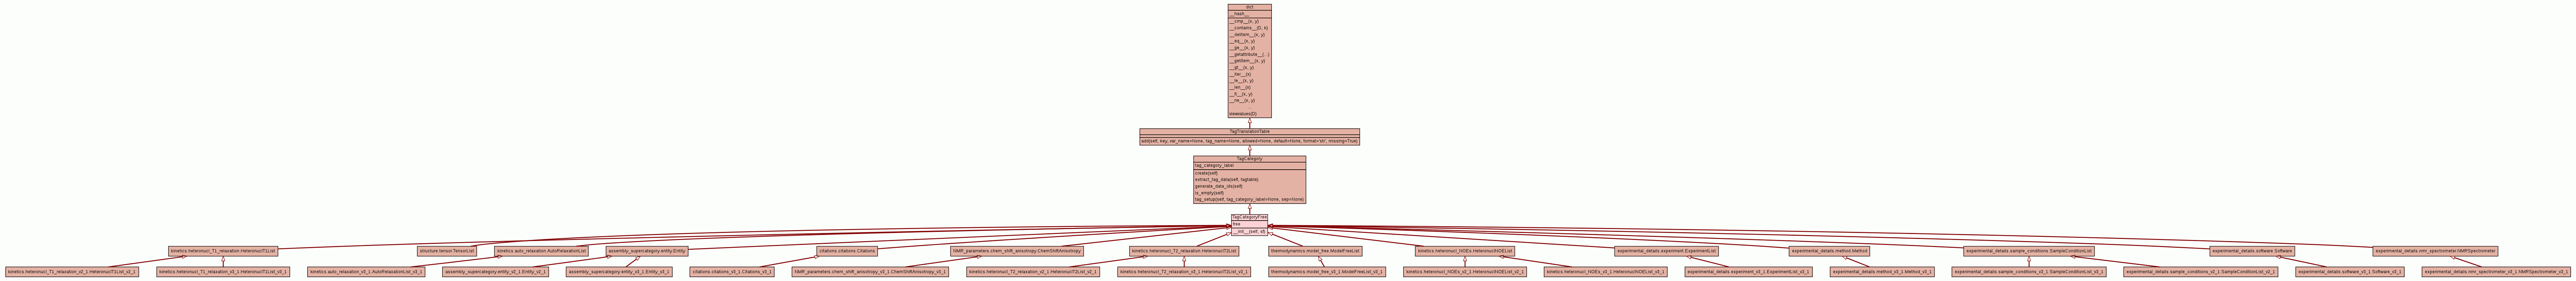 dict
__hash__
__cmp__(x, y)
__contains__(D, k)
__delitem__(x, y)
__eq__(x, y)
__ge__(x, y)
__getattribute__(...)
__getitem__(x, y)
__gt__(x, y)
__iter__(x)
__le__(x, y)
__len__(x)
__lt__(x, y)
__ne__(x, y)
viewvalues(D)
TagTranslationTable
add(self, key, var_name=None, tag_name=None, allowed=None, default=None, format='str', missing=True)
TagCategory
tag_category_label
create(self)
extract_tag_data(self, tagtable)
generate_data_ids(self)
is_empty(self)
tag_setup(self, tag_category_label=None, sep=None)
TagCategoryFree
free
__init__(self, sf)
kinetics.heteronucl_T1_relaxation.HeteronuclT1List
structure.tensor.TensorList
kinetics.auto_relaxation.AutoRelaxationList
assembly_supercategory.entity.Entity
citations.citations.Citations
NMR_parameters.chem_shift_anisotropy.ChemShiftAnisotropy
kinetics.heteronucl_T2_relaxation.HeteronuclT2List
thermodynamics.model_free.ModelFreeList
kinetics.heteronucl_NOEs.HeteronuclNOEList
experimental_details.experiment.ExperimentList
experimental_details.method.Method
experimental_details.sample_conditions.SampleConditionList
experimental_details.software.Software
experimental_details.nmr_spectrometer.NMRSpectrometer
kinetics.heteronucl_T1_relaxation_v2_1.HeteronuclT1List_v2_1
kinetics.heteronucl_T1_relaxation_v3_1.HeteronuclT1List_v3_1
kinetics.auto_relaxation_v3_1.AutoRelaxationList_v3_1
assembly_supercategory.entity_v2_1.Entity_v2_1
assembly_supercategory.entity_v3_1.Entity_v3_1
citations.citations_v3_1.Citations_v3_1
NMR_parameters.chem_shift_anisotropy_v3_1.ChemShiftAnisotropy_v3_1
kinetics.heteronucl_T2_relaxation_v2_1.HeteronuclT2List_v2_1
kinetics.heteronucl_T2_relaxation_v3_1.HeteronuclT2List_v3_1
thermodynamics.model_free_v3_1.ModelFreeList_v3_1
kinetics.heteronucl_NOEs_v2_1.HeteronuclNOEList_v2_1
kinetics.heteronucl_NOEs_v3_1.HeteronuclNOEList_v3_1
experimental_details.experiment_v3_1.ExperimentList_v3_1
experimental_details.method_v3_1.Method_v3_1
experimental_details.sample_conditions_v3_1.SampleConditionList_v3_1
experimental_details.sample_conditions_v2_1.SampleConditionList_v2_1
experimental_details.software_v3_1.Software_v3_1
experimental_details.nmr_spectrometer_v3_1.NMRSpectrometer_v3_1